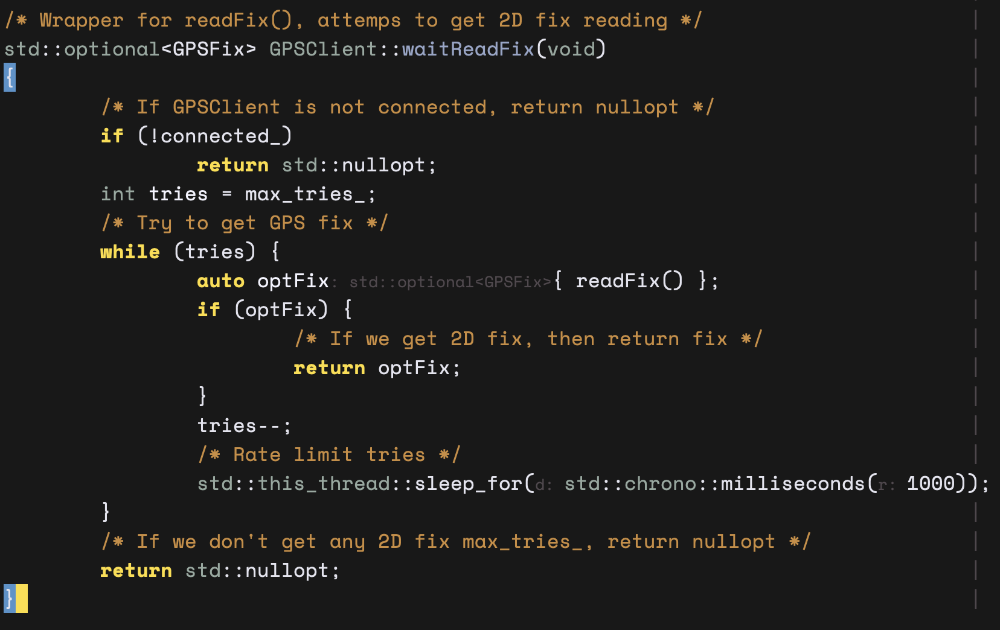 /* Wrapper for readFix(), attemps to get 2D fix reading */
std::optional<GPSFix> GPSClient::waitReadFix(void)
{
        /* If GPSClient is not connected, return nullopt */
        if (!connected_)
                return std::nullopt;
        int tries = max_tries_;
        /* Try to get GPS fix */
        while (tries) {
                auto optFix: std::optional<GPSFix>{ readFix() };
                if (optFix) {
                        /* If we get 2D fix, then return fix */
                        return optFix;
                }
                tries--;
                /* Rate limit tries */
                std::this_thread::sleep_for(d: std::chrono::milliseconds(r: 1000));
        }
        /* If we don't get any 2D fix max_tries_, return nullopt */
        return std::nullopt;
}